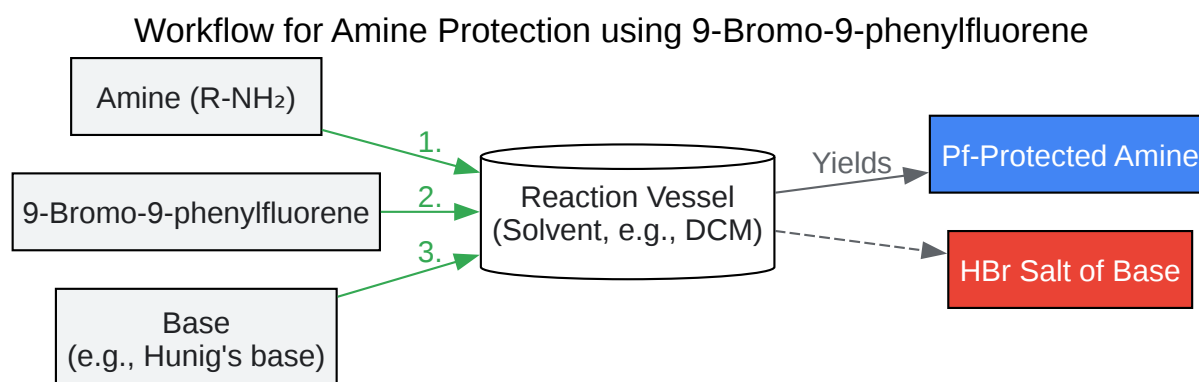 Workflow for Amine Protection using 9-Bromo-9-phenylfluorene
Amine (R-NH₂)
1.
9-Bromo-9-phenylfluorene
2.
Base
(e.g., Hunig's base)
3.
Reaction Vessel
(Solvent, e.g., DCM)
Yields
Pf-Protected Amine
HBr Salt of Base